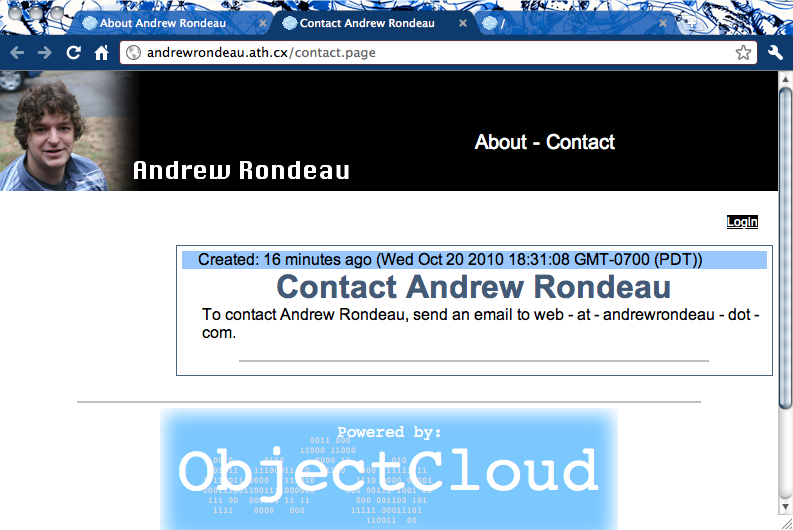 About Andrew Rondeau
Contact Andrew Rondeau
/
andrewrondeau.ath.cx/contact.page
About - Contact
Andrew Rondeau
Login
Created: 16 minutes ago (Wed Oct 20 2010 18:31:08 GMT-0700 (PDT))
Contact Andrew Rondeau
To contact Andrew Rondeau, send an email to web - at - andrewrondeau - dot -
com.
Powered by:
ObjectCloud